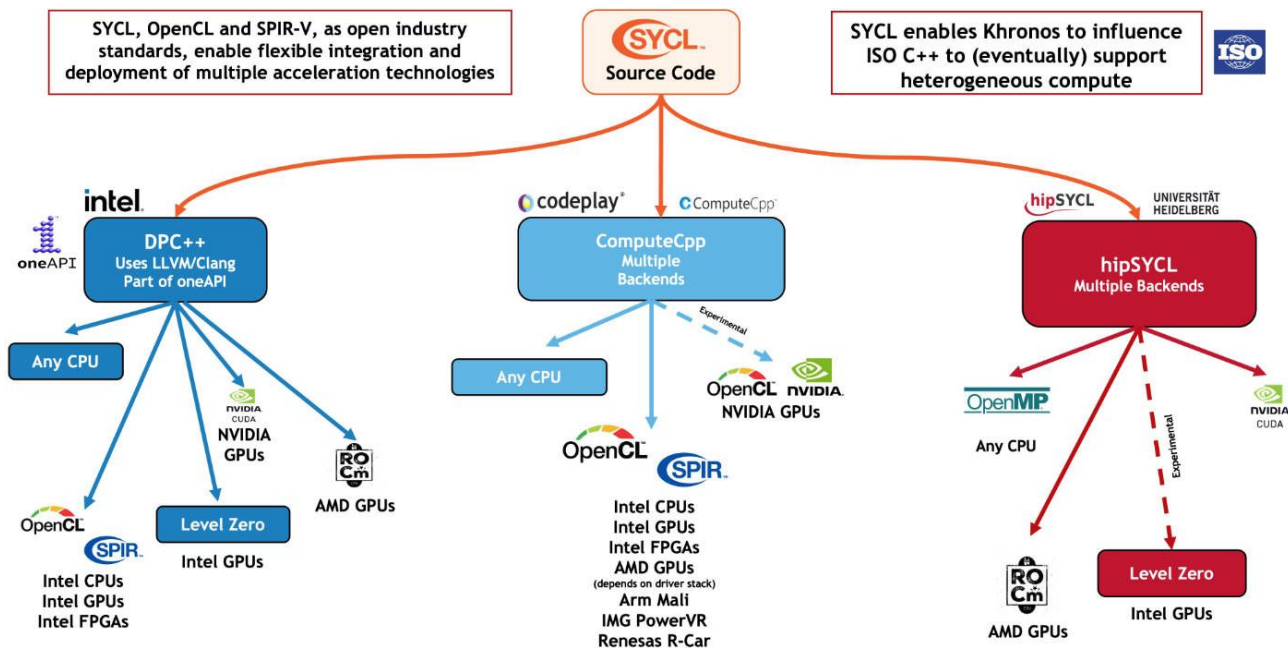 SYCL, OpenCL and SPIR-V, as open industry
standards, enable flexible integration and
deployment of multiple acceleration technologies
SYCL™
Source Code
SYCL enables Khronos to influence
ISO C++ to (eventually) support
heterogeneous compute
ISO
intel.
oneAPI
DPC++
Uses LLVM/Clang
Part of oneAPI
Any CPU
NVIDIA
CUDA
NVIDIA
GPUs
ROCm
AMD GPUs
OpenCL
SPIR™
Intel CPUs
Intel GPUs
Intel FPGAs
Level Zero
Intel GPUs
codeplay®
ComputeCpp™
ComputeCpp
Multiple
Backends
Experimental
Any CPU
OpenCL
NVIDIA.
NVIDIA GPUs
OpenCL™
SPIR™
Intel CPUs
Intel GPUs
Intel FPGAs
AMD GPUs
(depends on driver stack)
Arm Mali
IMG PowerVR
Renesas R-Car
hipSYCL
UNIVERSITÄT
HEIDELBERG
hipSYCL
Multiple Backends
OpenMP
Any CPU
Experimental
NVIDIA
CUDA
ROCm
AMD GPUs
Level Zero
Intel GPUs